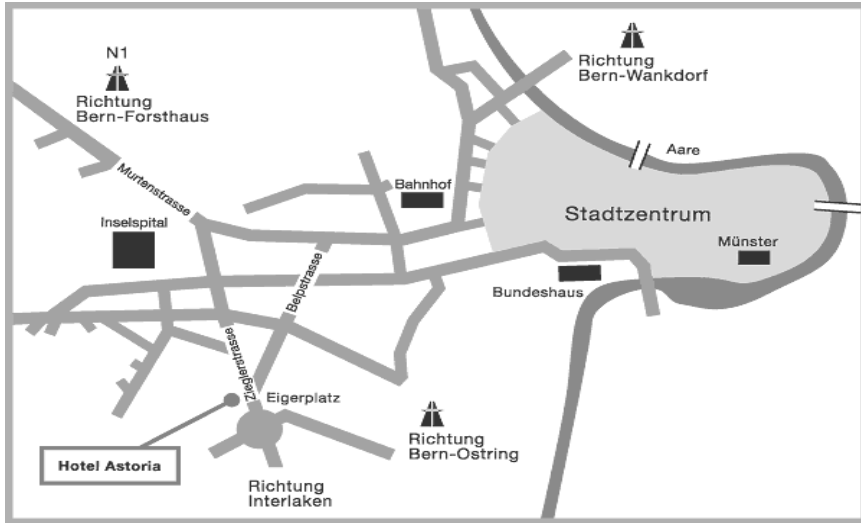 N1
Richtung
Bern-Forsthaus
Richtung
Bern-Wankdorf
Aare
Murtenstrasse
Bahnhof
Inselspital
Stadtzentrum
Münster
Belpstrasse
Bundeshaus
Zieglerstrasse
Eigerplatz
Hotel Astoria
Richtung
Bern-Ostring
Richtung
Interlaken